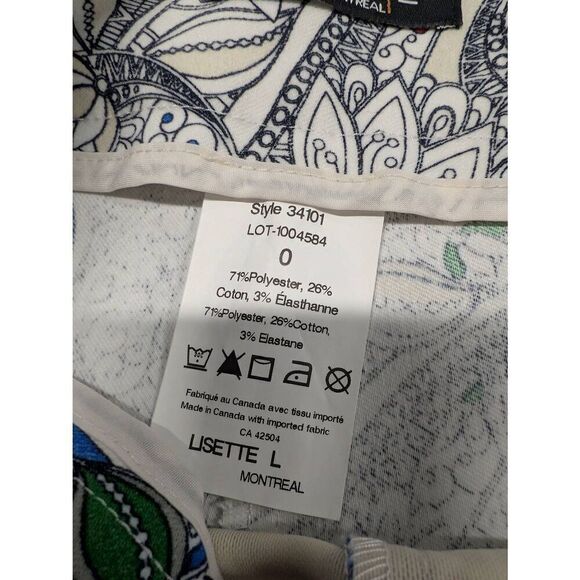 MONTREAL
Style 34101
LOT-1004584
0
71%Polyester, 26%
Coton, 3% Élasthanne
71%Polyester, 26%Cotton,
3% Elastane
Fabriqué au Canada avec tissu importé
Made in Canada with imported fabric
CA 42504
LISETTE L
MONTREAL